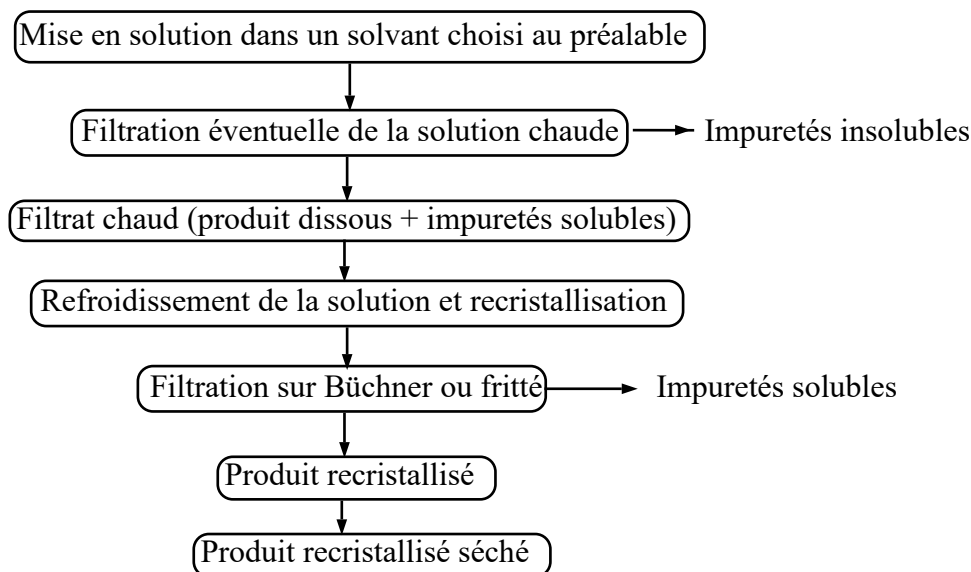 Mise en solution dans un solvant choisi au préalable
Filtration éventuelle de la solution chaude
Impuretés insolubles
Filtrat chaud (produit dissous + impuretés solubles)
Refroidissement de la solution et recristallisation
Filtration sur Büchner ou fritté
Impuretés solubles
Produit recristallisé
Produit recristallisé séché